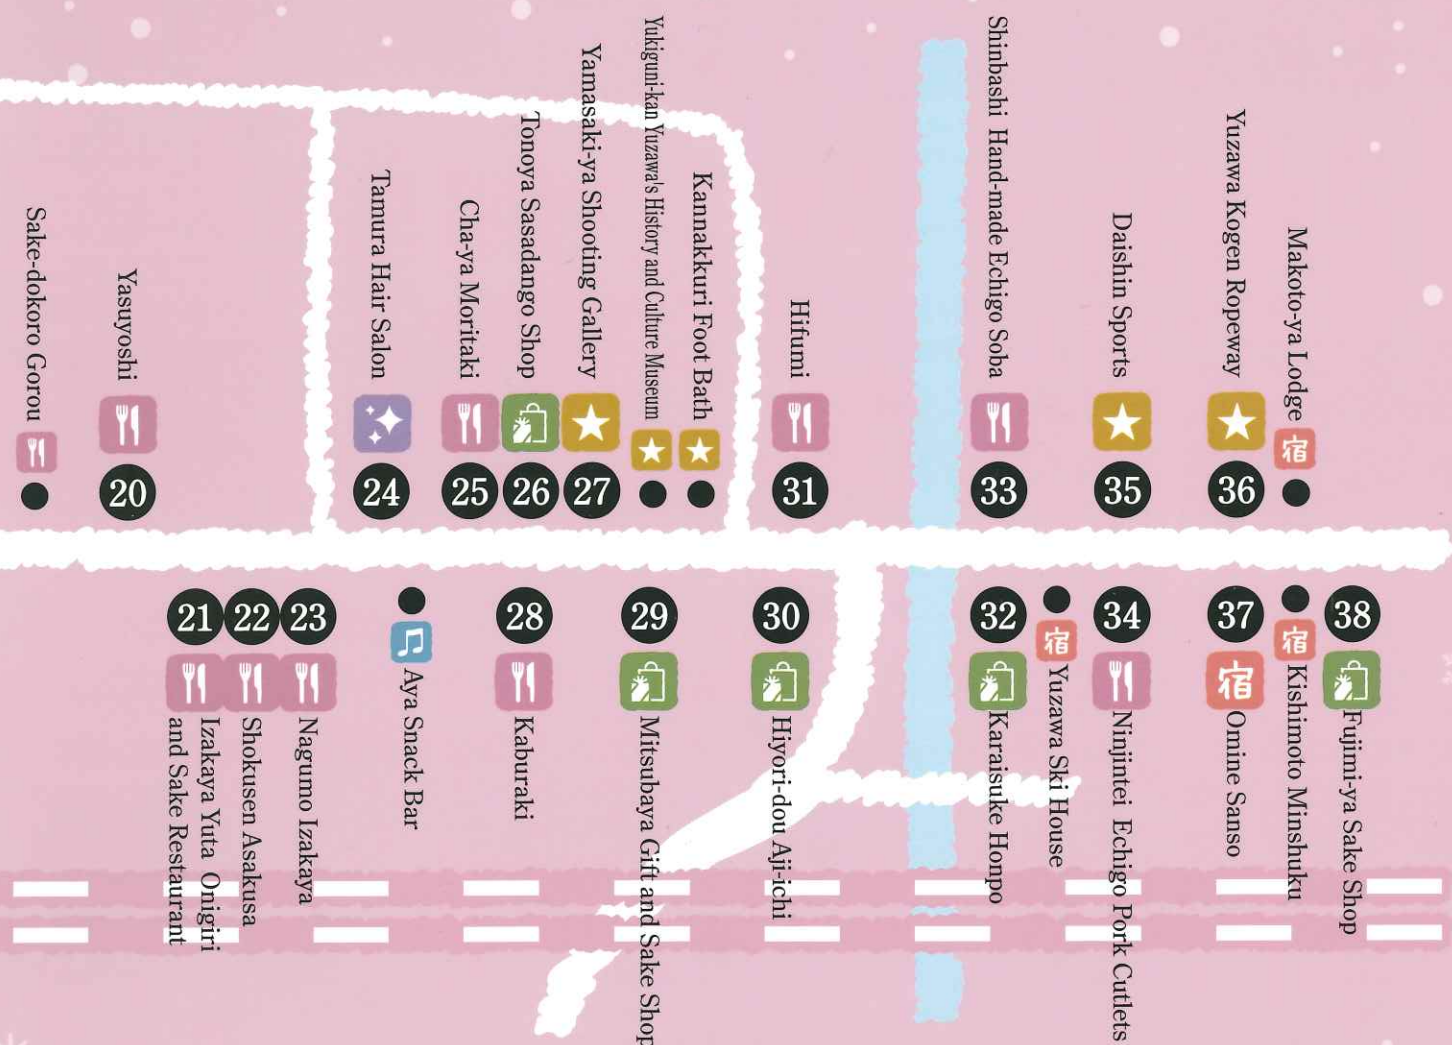 Sake-dokoro Gorou
Yasuyoshi
20
Tamura Hair Salon
24
Cha-ya Moritaki
25
Tonoya Sasadango Shop
26
Yamasaki-ya Shooting Gallery
27
Yukiguni-kan Yuzawa's History and Culture Museum
Kannakkuri Foot Bath
Hifumi
31
Shinbashi Hand-made Echigo Soba
33
Daishin Sports
35
Yuzawa Kogen Ropeway
36
Makoto-ya Lodge
宿
21
Izakaya Yuta Onigiri
and Sake Restaurant
22
Shokusen Asakusa
23
Nagumo Izakaya
Aya Snack Bar
28
Kaburaki
29
Mitsubaya Gift and Sake Shop
30
Hiyori-dou Aji-ichi
32
Karaisuke Honpo
宿
Yuzawa Ski House
34
Ninjintei Echigo Pork Cutlets
37
宿
Omine Sanso
宿
Kishimoto Minshuku
38
Fujimi-ya Sake Shop